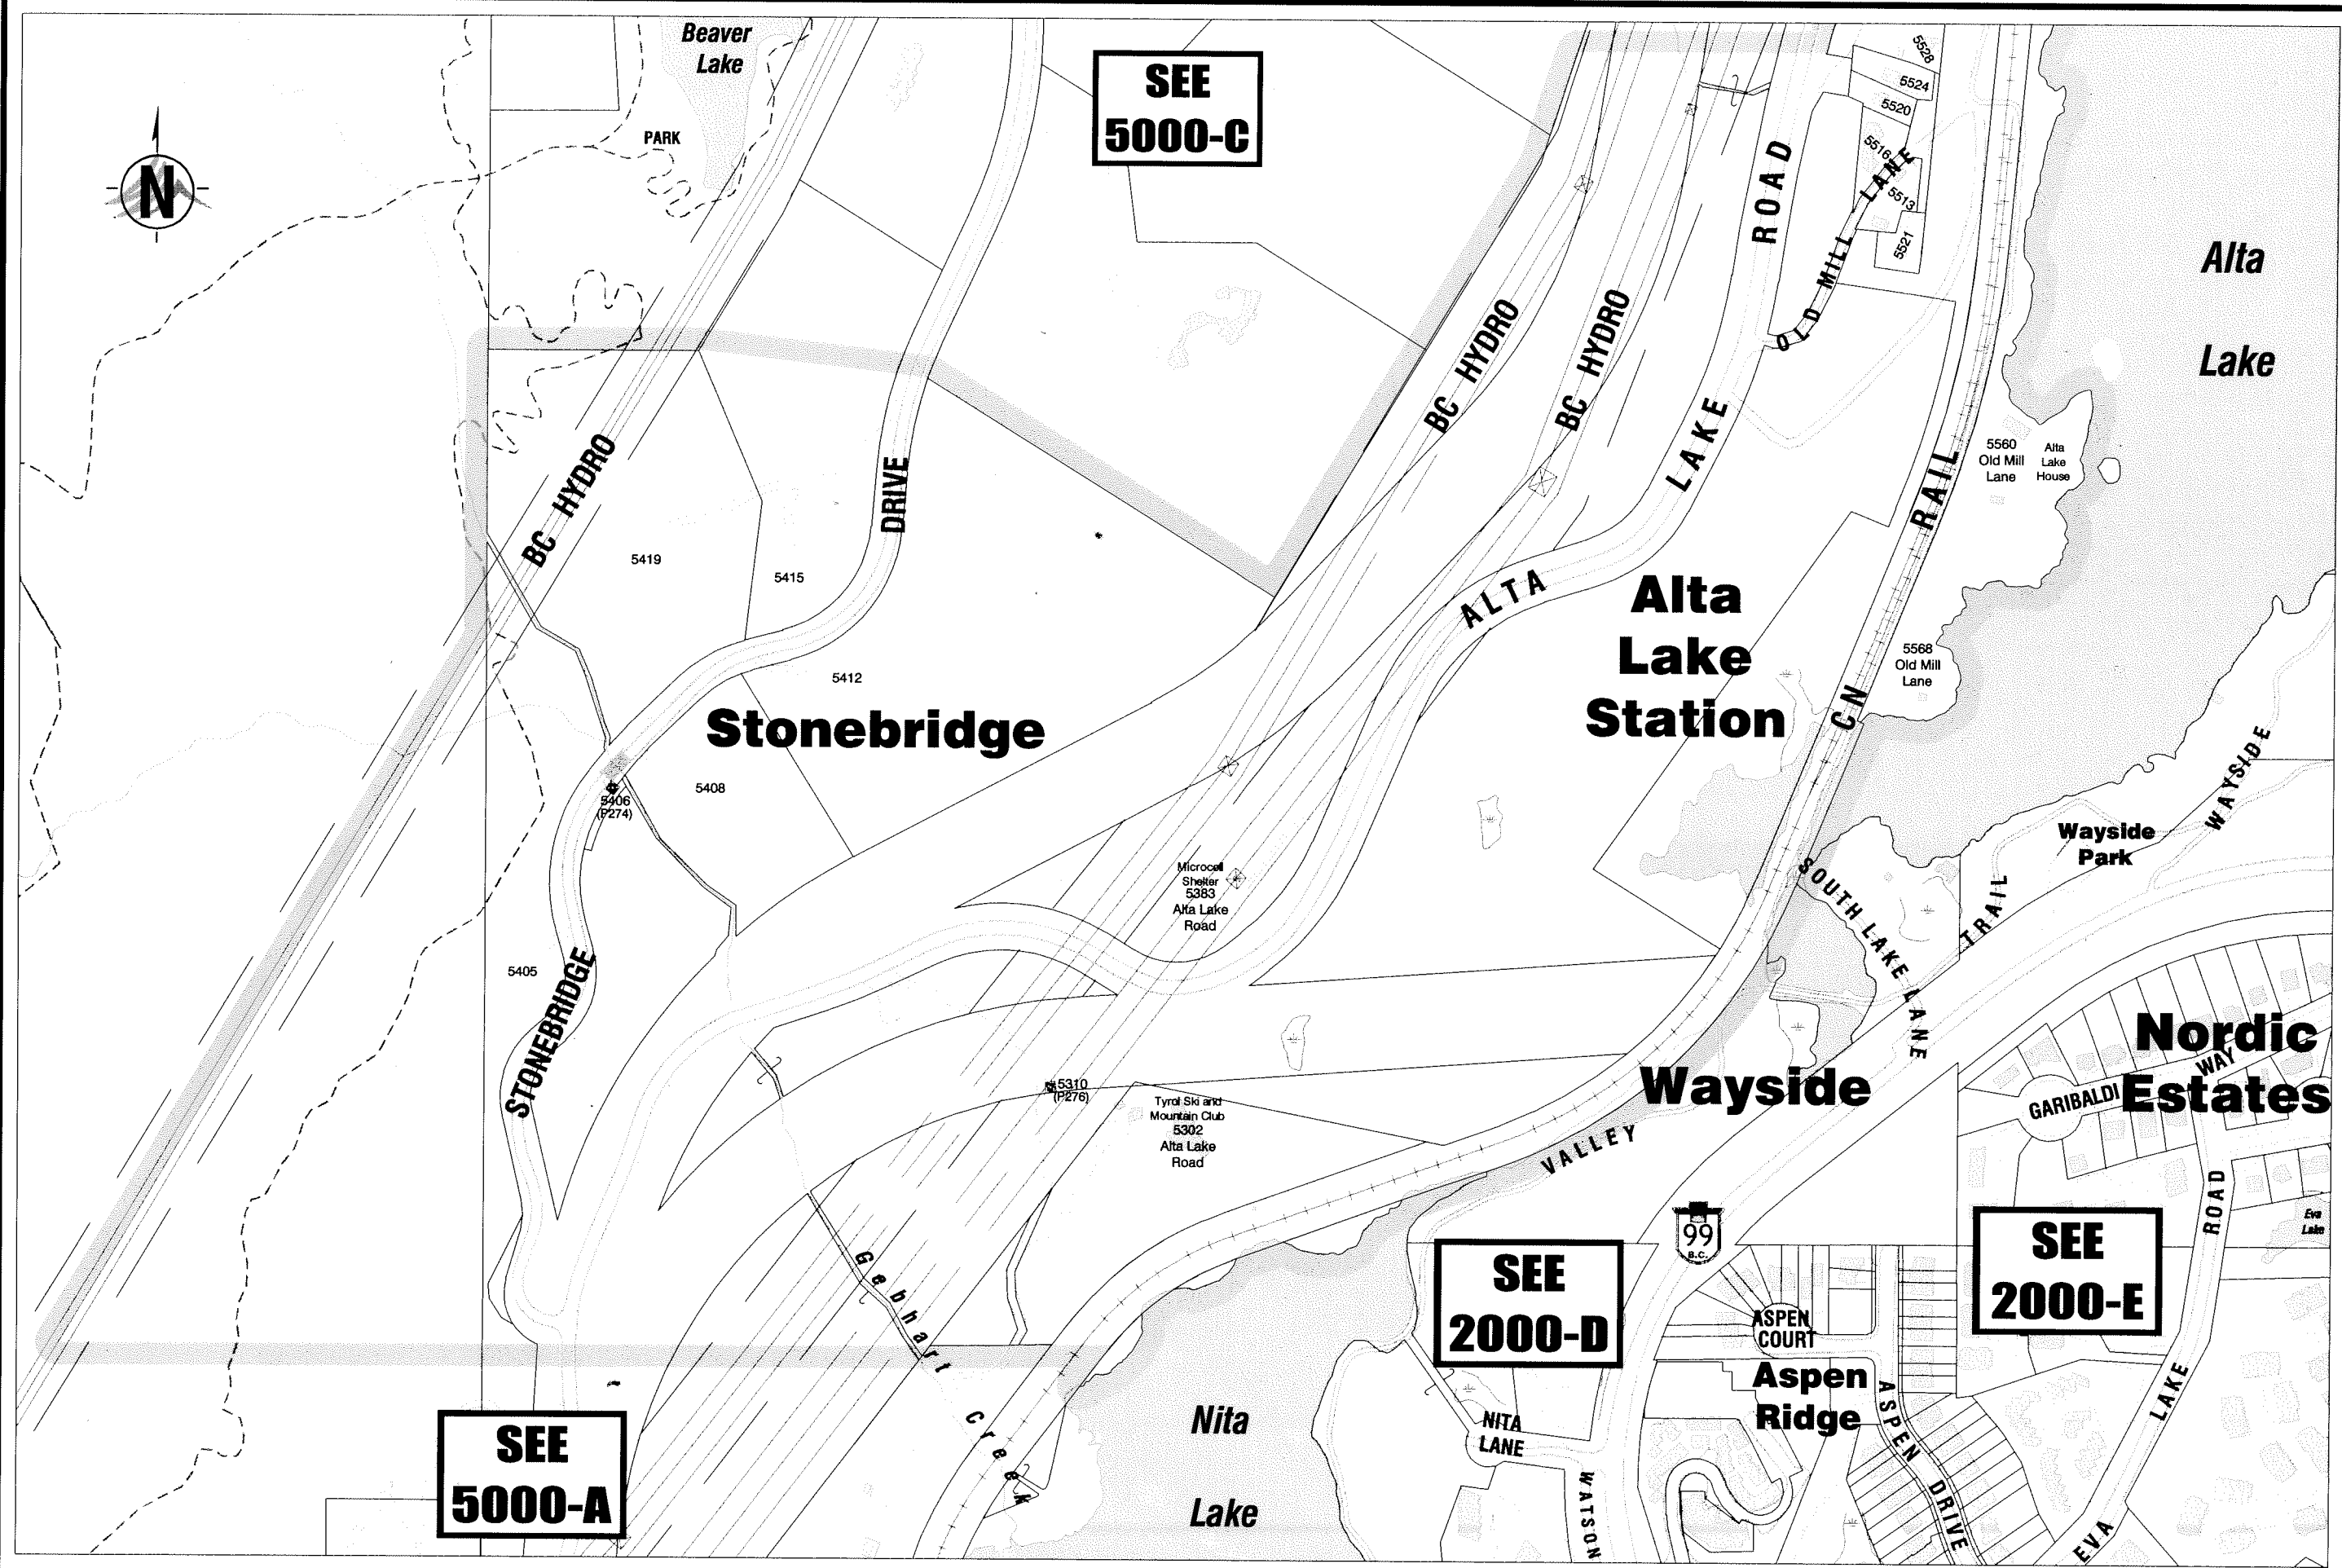 Beaver
Lake
PARK
N
SEE
5000-C
5528
5524
5520
5516
5513
5521
OLD MILL LANE
ALTA LAKE ROAD
Alta
Lake
BC HYDRO
BC HYDRO
BC HYDRO
STONEBRIDGE DRIVE
CN RAIL
5560
Old Mill
Lane
Alta
Lake
House
5419
5415
5412
Stonebridge
5408
5406
(P274)
5405
Alta
Lake
Station
5568
Old Mill
Lane
Microcell
Shelter
5383
Alta Lake
Road
Wayside
Park
WAYSIDE
TRAIL
SOUTH LAKE LANE
5310
(P276)
Tyrol Ski and
Mountain Club
5302
Alta Lake
Road
Wayside
VALLEY
Nordic
Estates
GARIBALDI WAY
99
B.C.
Eva
Lake
SEE
2000-D
SEE
2000-E
EVA LAKE ROAD
Gebhart Creek
ASPEN
COURT
Aspen
Ridge
ASPEN DRIVE
SEE
5000-A
Nita
Lake
NITA
LANE
WATSON